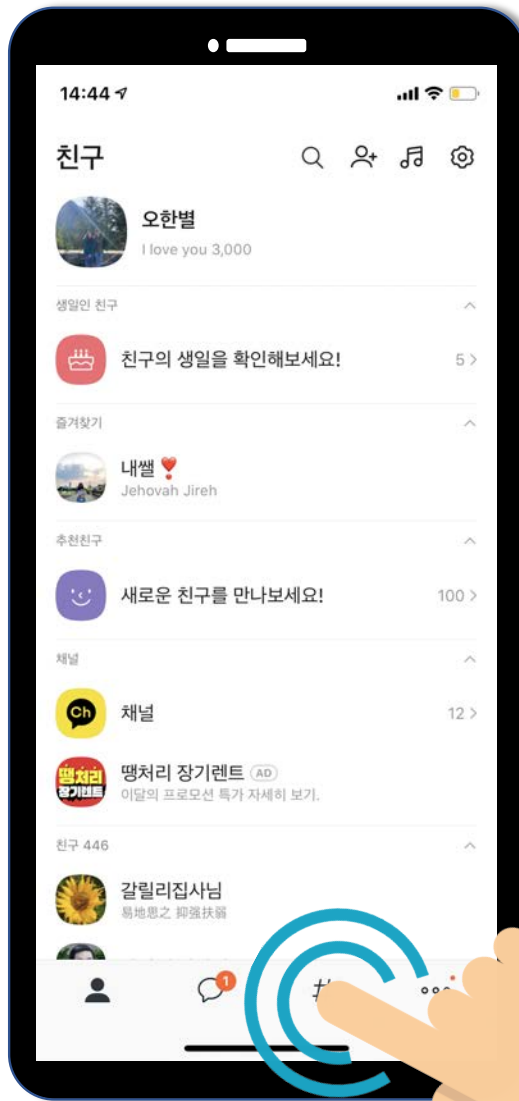 14:44
친구
오한별
I love you 3,000
생일인 친구
친구의 생일을 확인해보세요!
5
즐겨찾기
내쌜❣️
Jehovah Jireh
추천친구
새로운 친구를 만나보세요!
100
채널
Ch
채널
12
땡처리
장기렌트
땡처리 장기렌트 AD
이달의 프로모션 특가 자세히 보기.
친구 446
갈릴리집사님
易地思之 抑强扶弱
1
#